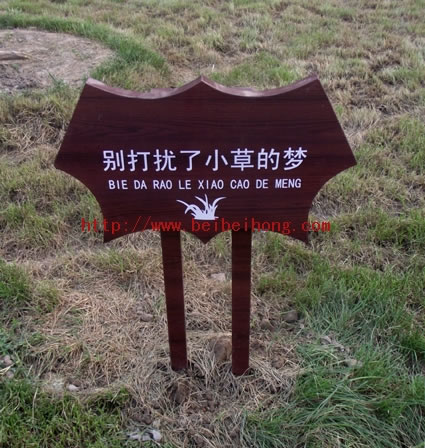 别打扰了小草的梦
BIE DA RAO LE XIAO CAO DE MENG
http://www.beibeihong.com